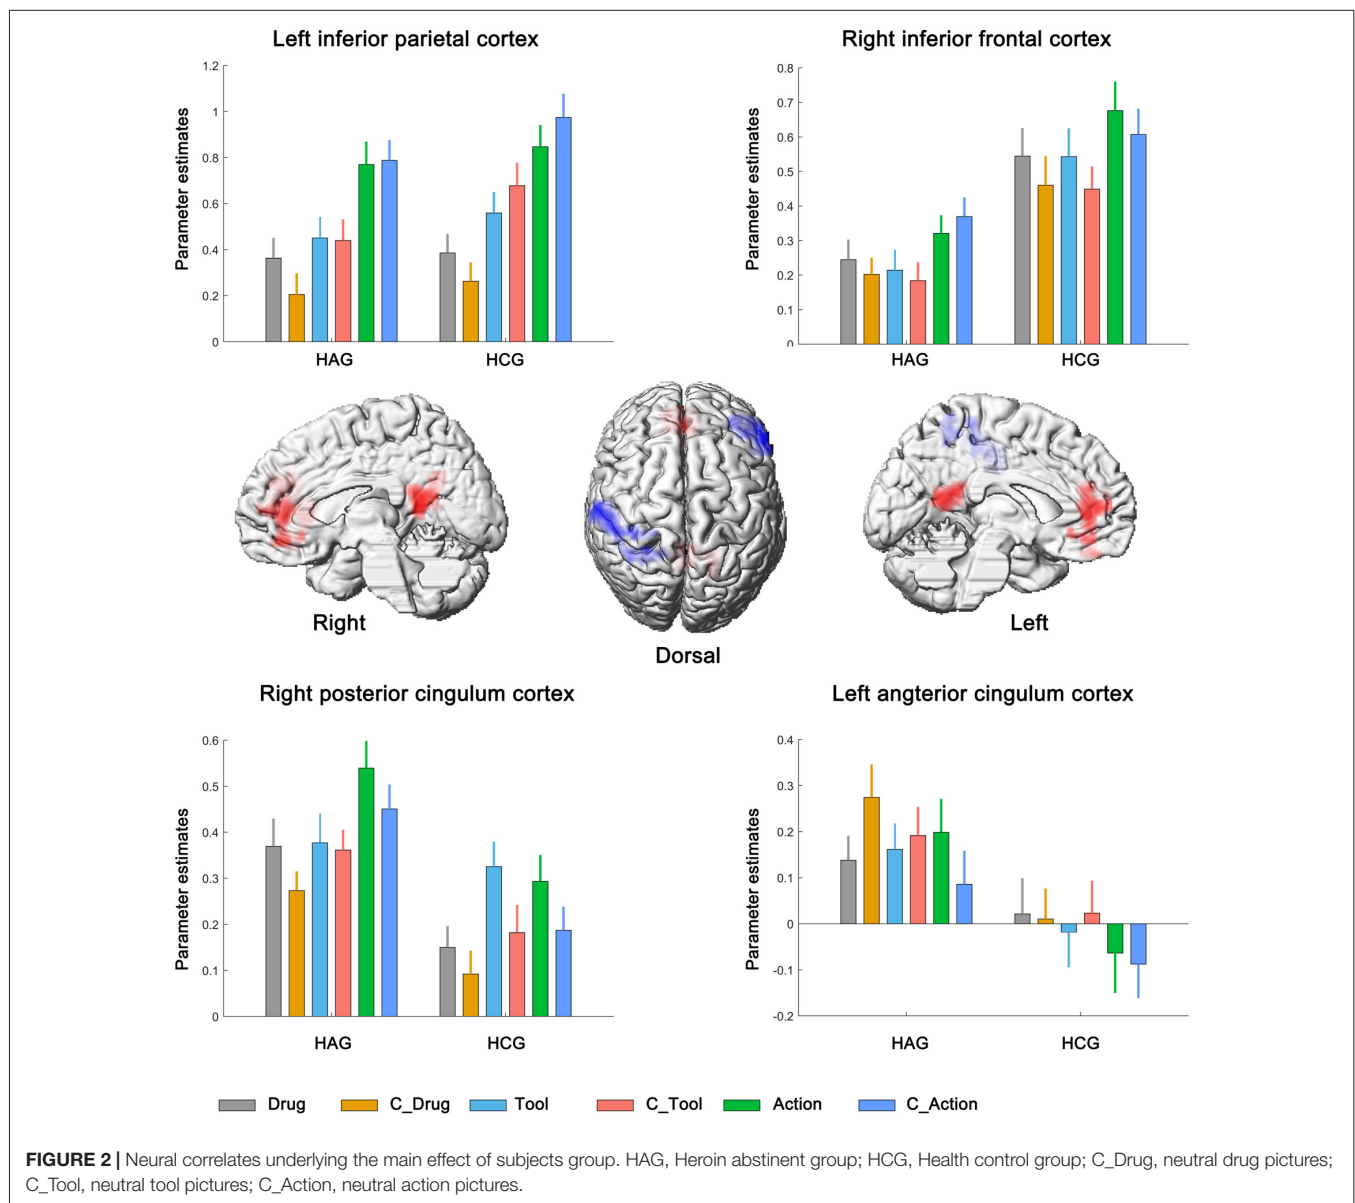 Left inferior parietal cortex
Parameter estimates
1.2
1
0.8
0.6
0.4
0.2
0
HAG
HCG
Right inferior frontal cortex
Parameter estimates
0.8
0.7
0.6
0.5
0.4
0.3
0.2
0.1
0
HAG
HCG
Right
Dorsal
Left
Right posterior cingulum cortex
Parameter estimates
0.6
0.5
0.4
0.3
0.2
0.1
0
HAG
HCG
Left angterior cingulum cortex
Parameter estimates
0.4
0.3
0.2
0.1
0
-0.1
-0.2
HAG
HCG
Drug C_Drug Tool C_Tool Action C_Action
FIGURE 2 | Neural correlates underlying the main effect of subjects group. HAG, Heroin abstinent group; HCG, Health control group; C_Drug, neutral drug pictures;
C_Tool, neutral tool pictures; C_Action, neutral action pictures.